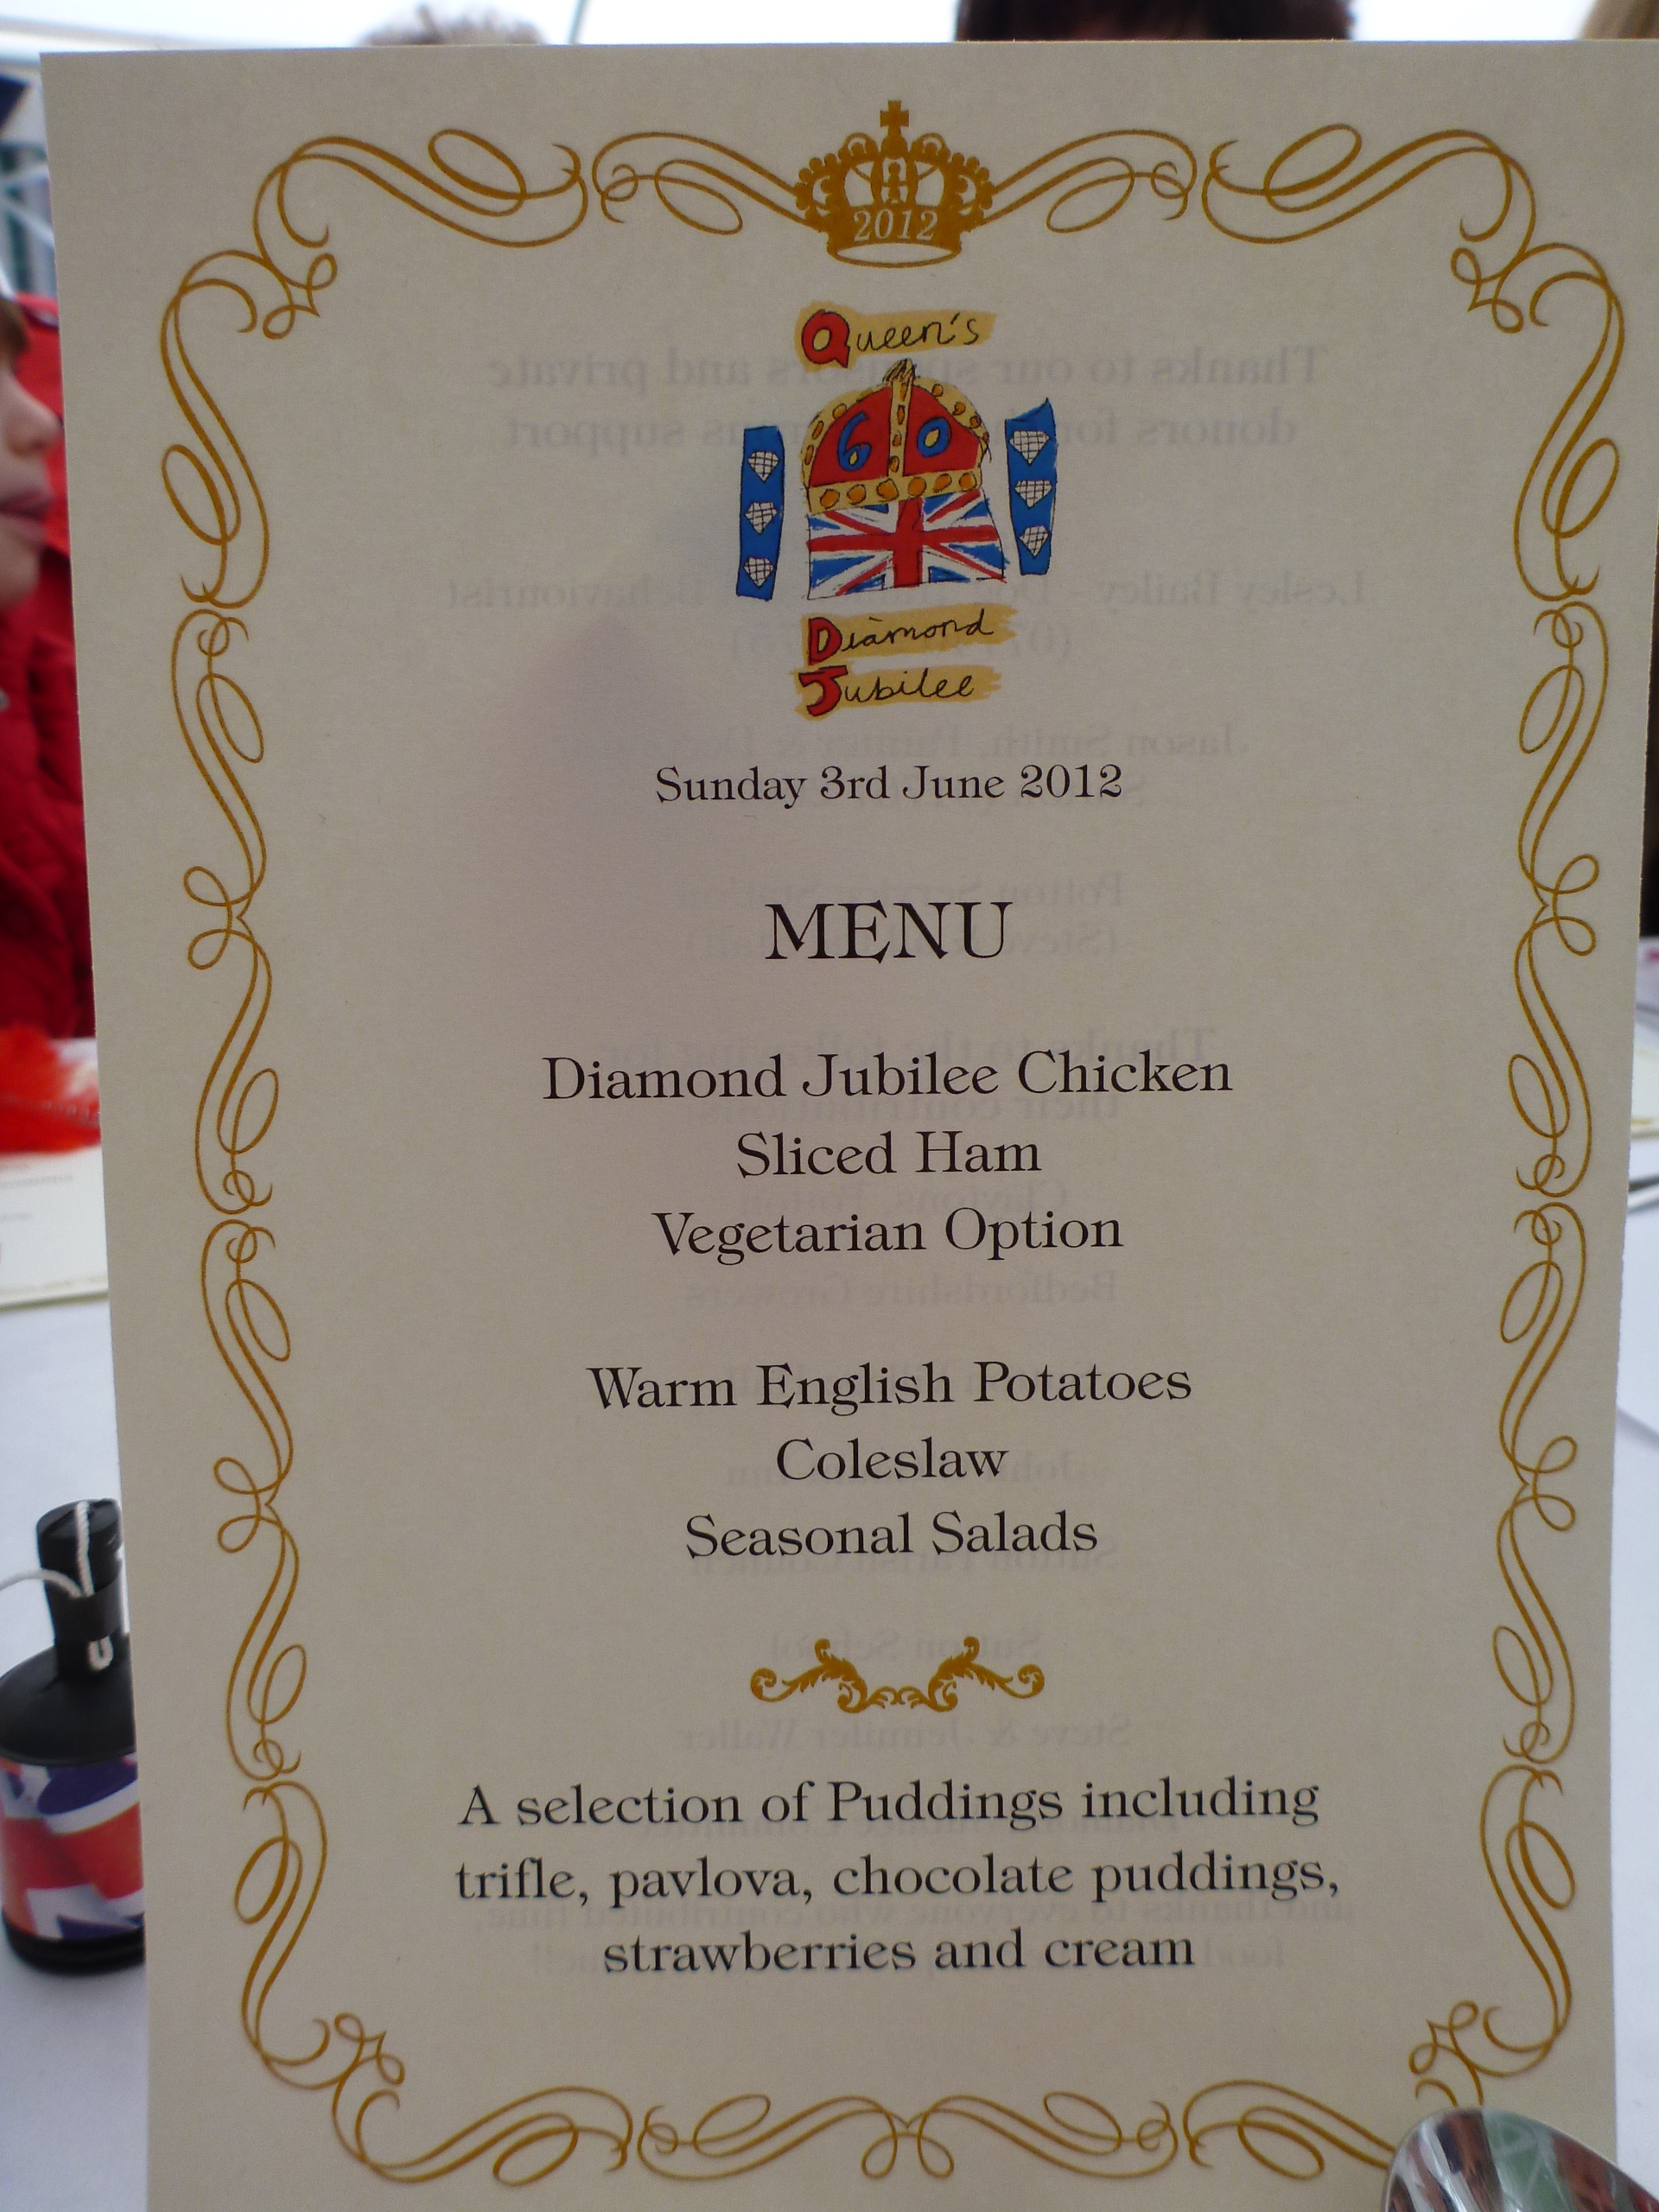 2012
Queen's
60
Diamond
Jubilee
Sunday 3rd June 2012
MENU
Diamond Jubilee Chicken
Sliced Ham
Vegetarian Option
Warm English Potatoes
Coleslaw
Seasonal Salads
A selection of Puddings including
trifle, pavlova, chocolate puddings,
strawberries and cream